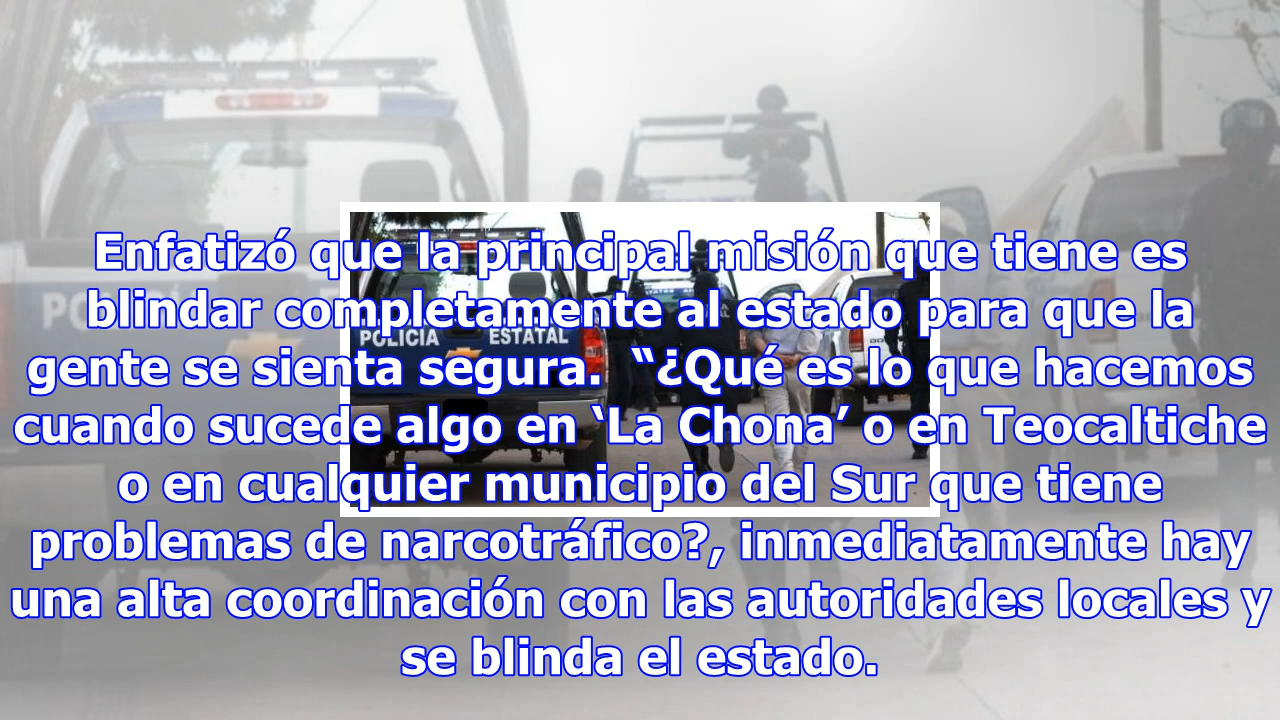 Enfatizó que la principal misión que tiene es
blindar completamente al estado para que la
gente se sienta segura. “¿Qué es lo que hacemos
cuando sucede algo en ‘La Chona’ o en Teocaltiche
o en cualquier municipio del Sur que tiene
problemas de narcotráfico?, inmediatamente hay
una alta coordinación con las autoridades locales y
se blinda el estado.
POLICIA ESTATAL